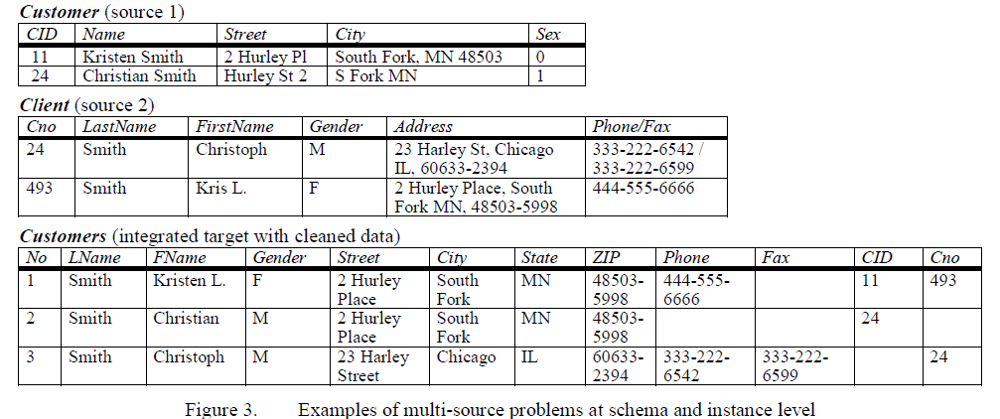 Customer (source 1)
CID Name Street City Sex
11 Kristen Smith 2 Hurley Pl South Fork, MN 48503 0
24 Christian Smith Hurley St 2 S Fork MN 1
Client (source 2)
Cno LastName FirstName Gender Address Phone/Fax
24 Smith Christoph M 23 Harley St, Chicago 333-222-6542 /
IL, 60633-2394 333-222-6599
493 Smith Kris L. F 2 Hurley Place, South 444-555-6666
Fork MN, 48503-5998
Customers (integrated target with cleaned data)
No LName FName Gender Street City State ZIP Phone Fax CID Cno
1 Smith Kristen L. F 2 Hurley South MN 48503- 444-555- 11 493
Place Fork 5998 6666
2 Smith Christian M 2 Hurley South MN 48503- 24
Place Fork 5998
3 Smith Christoph M 23 Harley Chicago IL 60633- 333-222- 333-222- 24
Street 2394 6542 6599
Figure 3. Examples of multi-source problems at schema and instance level